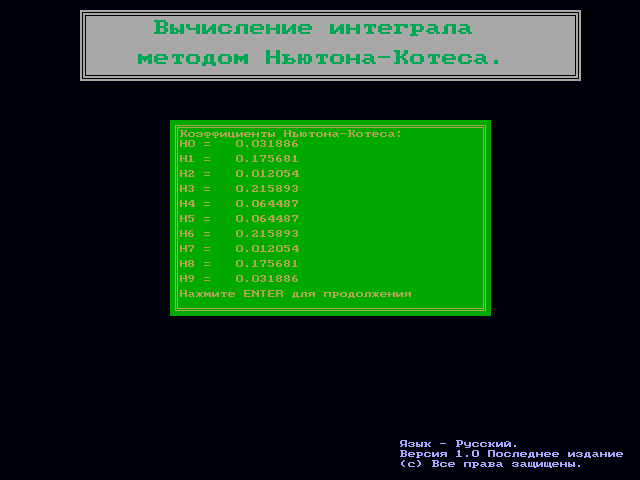 Вычисление интеграла
методом Ньютона-Котеса.
Коэффициенты Ньютона-Котеса:
H0 = 0.031886
H1 = 0.175681
H2 = 0.012054
H3 = 0.215893
H4 = 0.064487
H5 = 0.064487
H6 = 0.215893
H7 = 0.012054
H8 = 0.175681
H9 = 0.031886
Нажмите ENTER для продолжения
Язык - Русский.
Версия 1.0 Последнее издание
(c) Все права защищены.